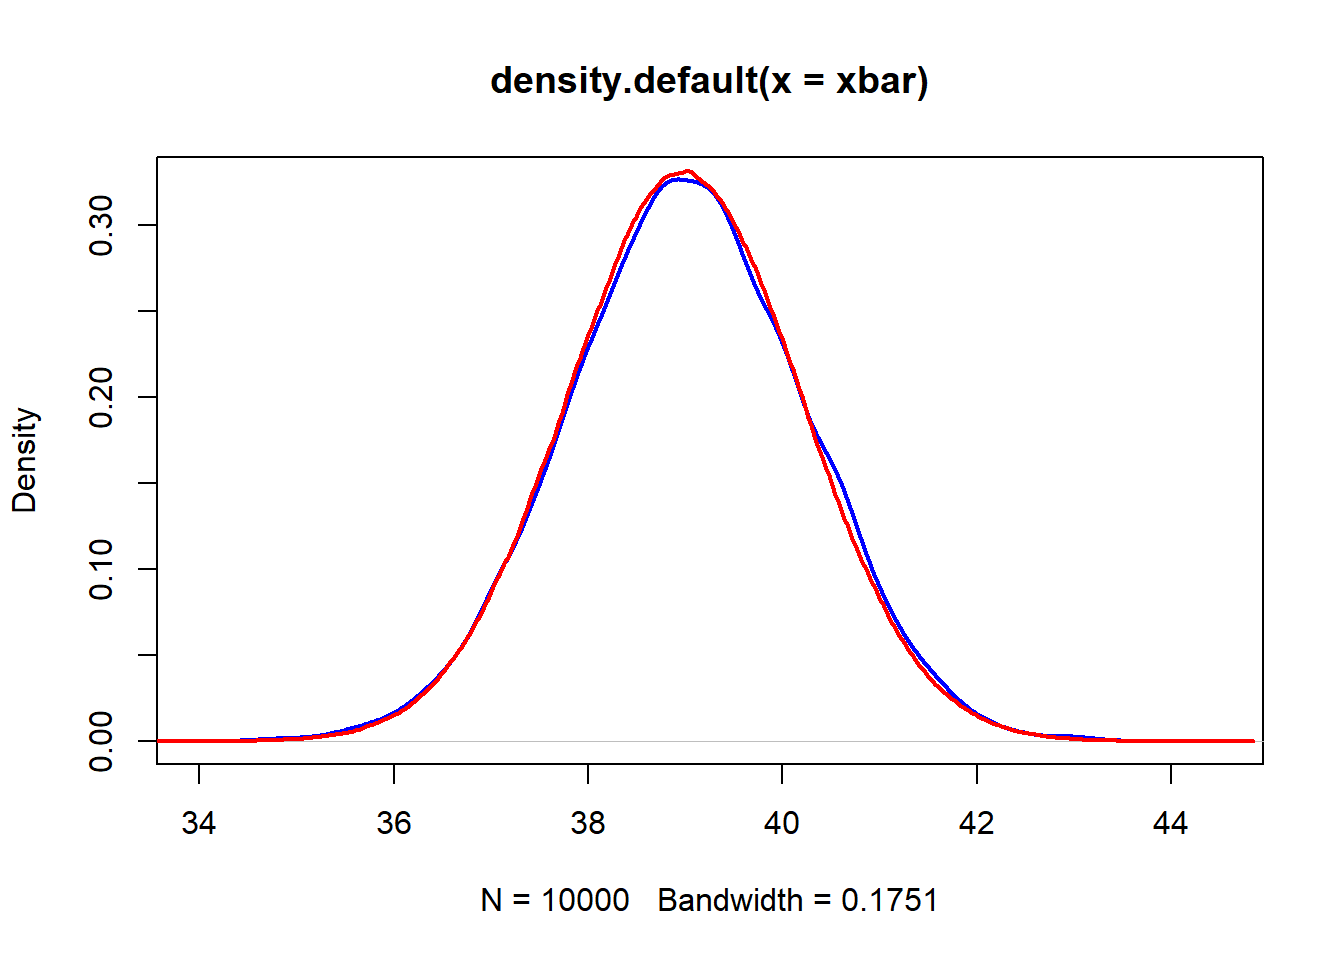 density.default(x = xbar)
Density
0.30
0.20
0.10
0.00
34 36 38 40 42 44
N = 10000 Bandwidth = 0.1751